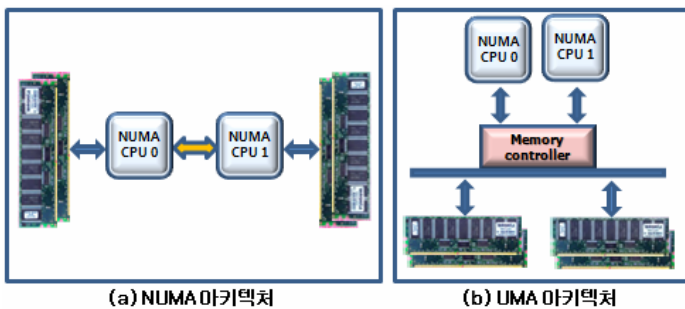 NUMA
CPU 0
NUMA
CPU 1
(a) NUMA 아키텍처
NUMA
CPU 0
NUMA
CPU 1
Memory
controller
(b) UMA 아키텍처